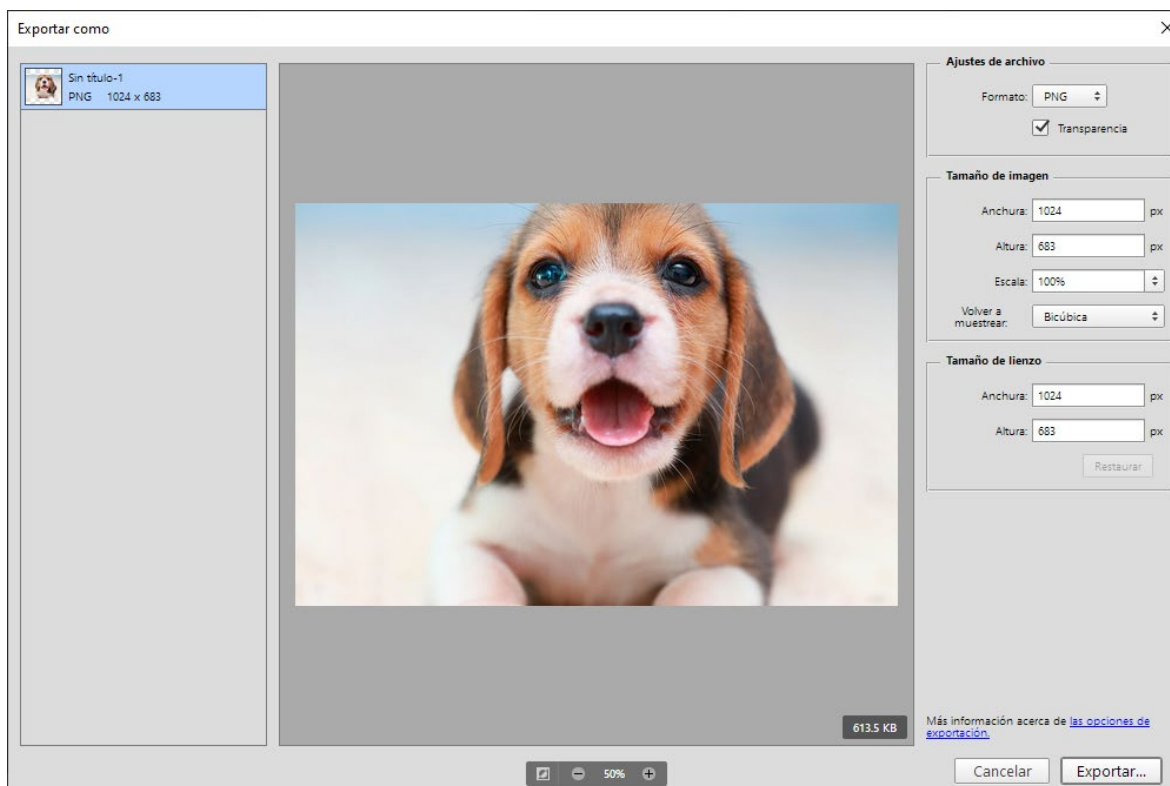 Exportar como
Sin título-1
PNG 1024 x 683
613.5 KB
50%
Ajustes de archivo
Formato: PNG
Transparencia
Tamaño de imagen
Anchura: 1024 px
Altura: 683 px
Escala: 100%
Volver a
muestrear: Bicúbica
Tamaño de lienzo
Anchura: 1024 px
Altura: 683 px
Restaurar
Más información acerca de las opciones de
exportación.
Cancelar Exportar...